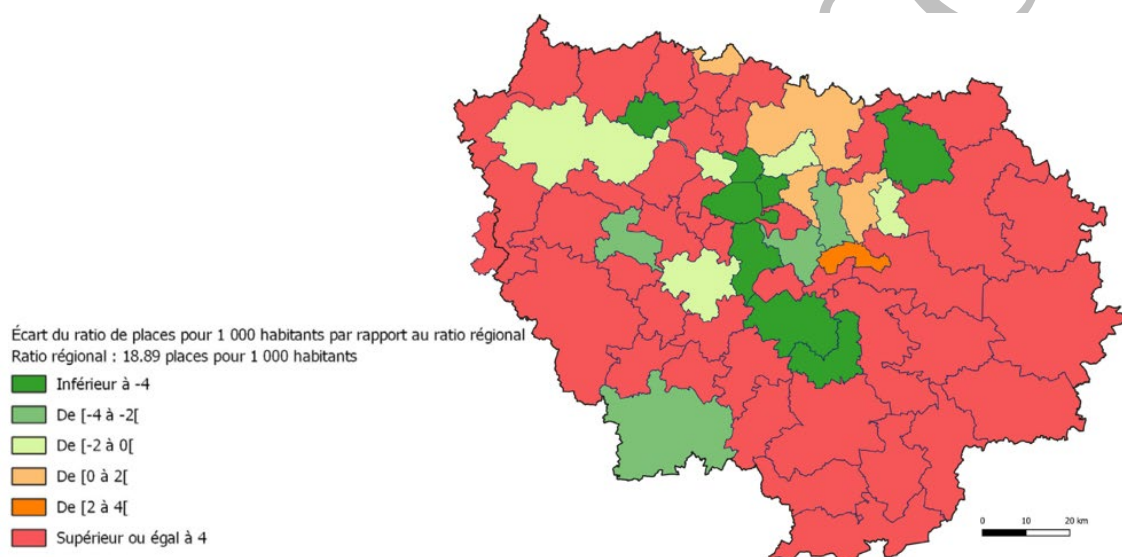 Écart du ratio de places pour 1 000 habitants par rapport au ratio régional
Ratio régional : 18.89 places pour 1 000 habitants
Inférieur à -4
De [-4 à -2[
De [-2 à 0[
De [0 à 2[
De [2 à 4[
Supérieur ou égal à 4
0 10 20 km